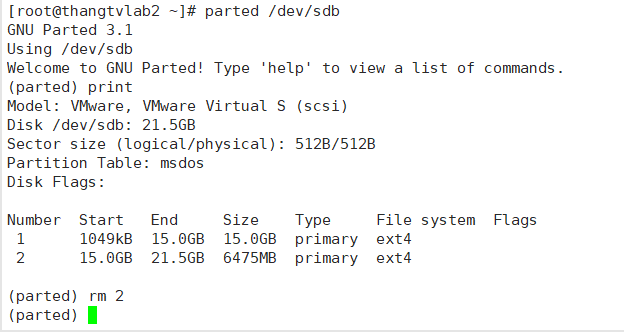 [root@thangtvlab2 ~]# parted /dev/sdb
GNU Parted 3.1
Using /dev/sdb
Welcome to GNU Parted! Type 'help' to view a list of commands.
(parted) print
Model: VMware, VMware Virtual S (scsi)
Disk /dev/sdb: 21.5GB
Sector size (logical/physical): 512B/512B
Partition Table: msdos
Disk Flags:
Number  Start   End     Size    Type     File system  Flags
 1      1049kB  15.0GB  15.0GB  primary  ext4
 2      15.0GB  21.5GB  6475MB  primary  ext4
(parted) rm 2
(parted)